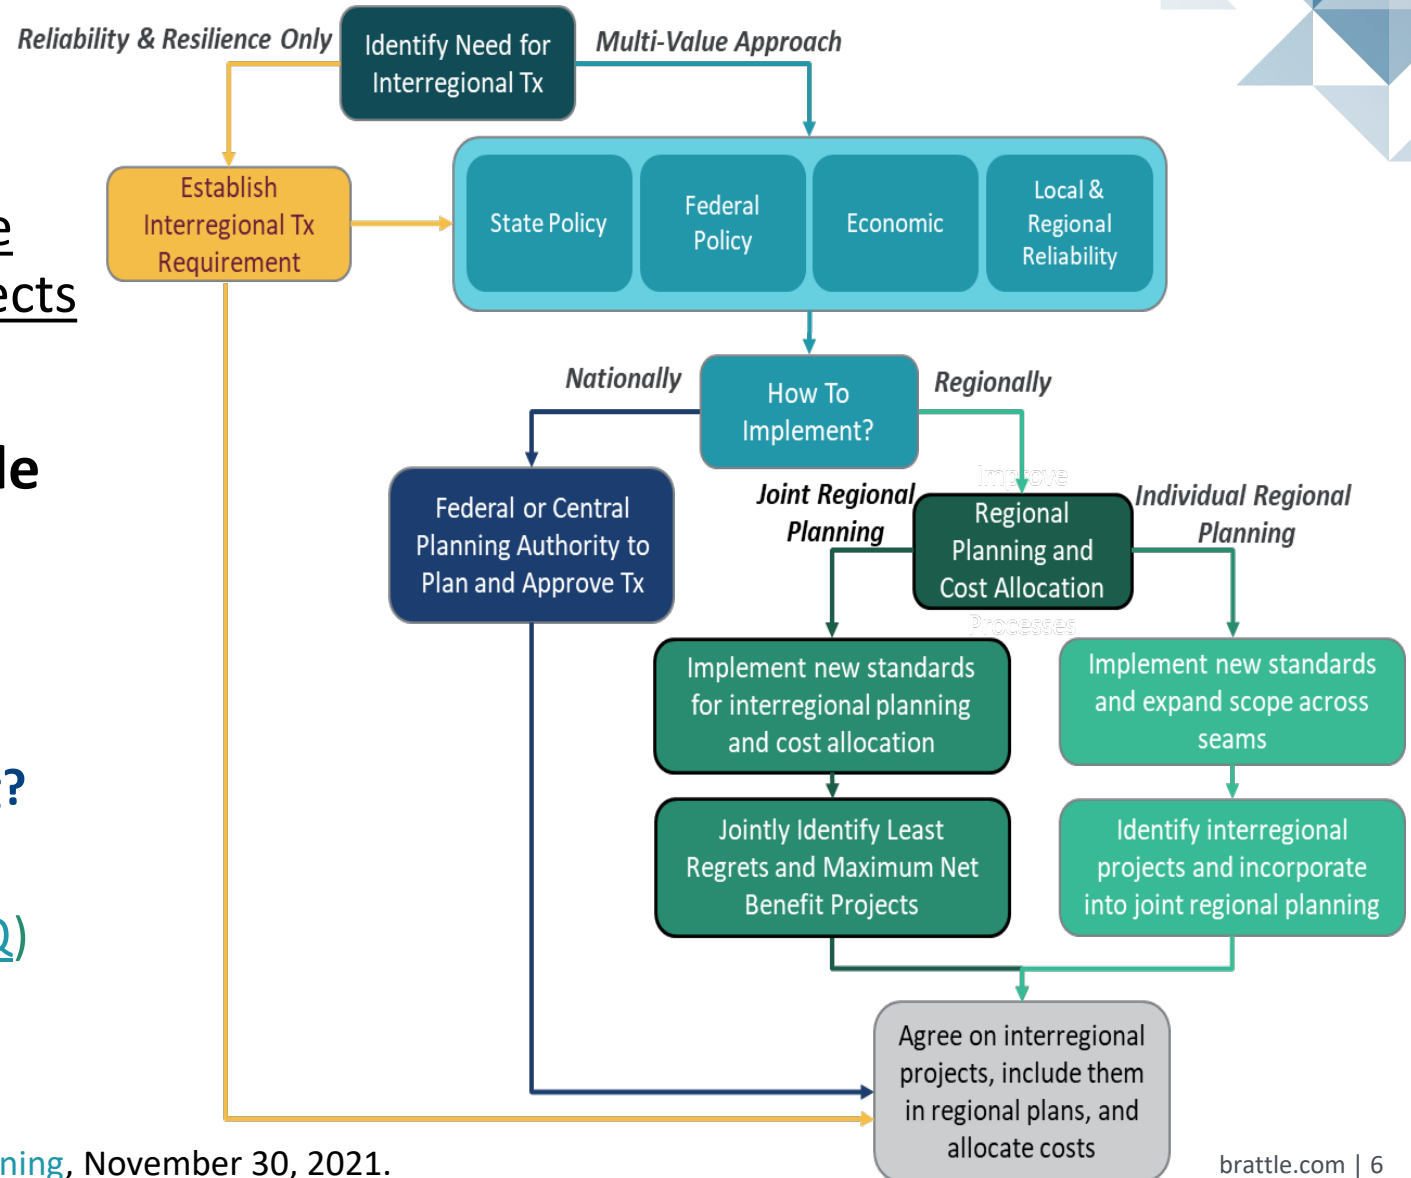 Reliability & Resilience Only
Identify Need for
Interregional Tx
Multi-Value Approach
Establish
Interregional Tx
Requirement
State Policy
Federal
Policy
Economic
Local &
Regional
Reliability
e
ects
Nationally
How To
Implement?
Regionally
le
Federal or Central
Planning Authority to
Plan and Approve Tx
Joint Regional
Planning
Improve
Regional
Planning and
Cost Allocation
Processes
Individual Regional
Planning
Implement new standards
for interregional planning
and cost allocation
Implement new standards
and expand scope across
seams
?
Jointly Identify Least
Regrets and Maximum Net
Benefit Projects
Identify interregional
projects and incorporate
into joint regional planning
Q)
Agree on interregional
projects, include them
in regional plans, and
allocate costs
ning, November 30, 2021.
brattle.com | 6